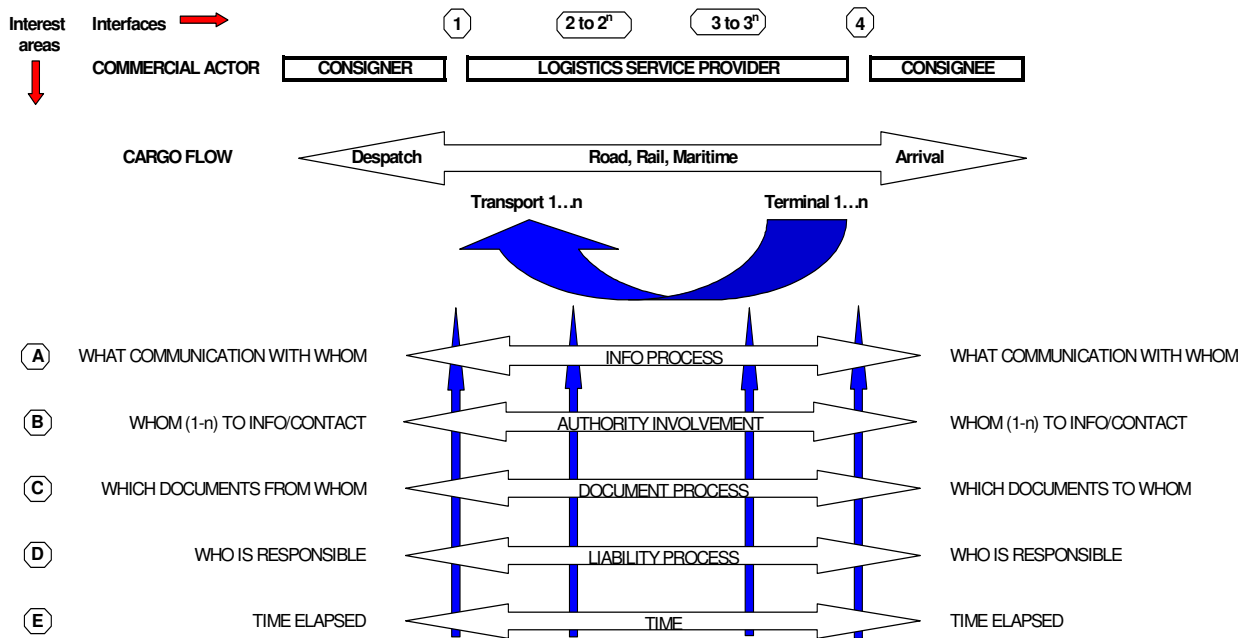 Interest areas
Interfaces
1
2 to 2ⁿ
3 to 3ⁿ
4
COMMERCIAL ACTOR
CONSIGNER
LOGISTICS SERVICE PROVIDER
CONSIGNEE
CARGO FLOW
Despatch
Road, Rail, Maritime
Arrival
Transport 1…n
Terminal 1…n
A
WHAT COMMUNICATION WITH WHOM
INFO PROCESS
WHAT COMMUNICATION WITH WHOM
B
WHOM (1-n) TO INFO/CONTACT
AUTHORITY INVOLVEMENT
WHOM (1-n) TO INFO/CONTACT
C
WHICH DOCUMENTS FROM WHOM
DOCUMENT PROCESS
WHICH DOCUMENTS TO WHOM
D
WHO IS RESPONSIBLE
LIABILITY PROCESS
WHO IS RESPONSIBLE
E
TIME ELAPSED
TIME
TIME ELAPSED